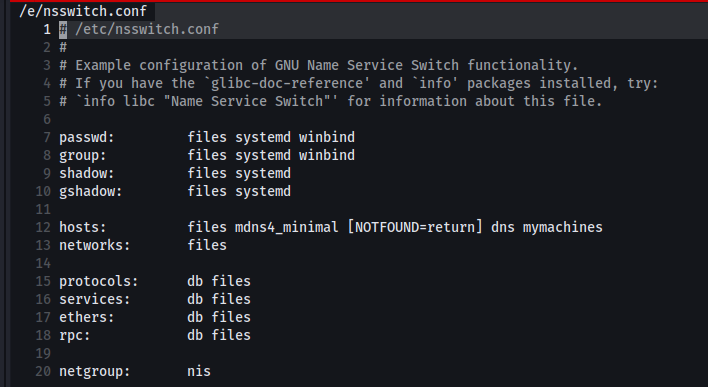 /e/nsswitch.conf
1 # /etc/nsswitch.conf
2 #
3 # Example configuration of GNU Name Service Switch functionality.
4 # If you have the `glibc-doc-reference' and `info' packages installed, try:
5 # `info libc "Name Service Switch"' for information about this file.
6
7 passwd:         files systemd winbind
8 group:          files systemd winbind
9 shadow:         files systemd
10 gshadow:        files systemd
11
12 hosts:          files mdns4_minimal [NOTFOUND=return] dns mymachines
13 networks:       files
14
15 protocols:      db files
16 services:       db files
17 ethers:         db files
18 rpc:            db files
19
20 netgroup:       nis